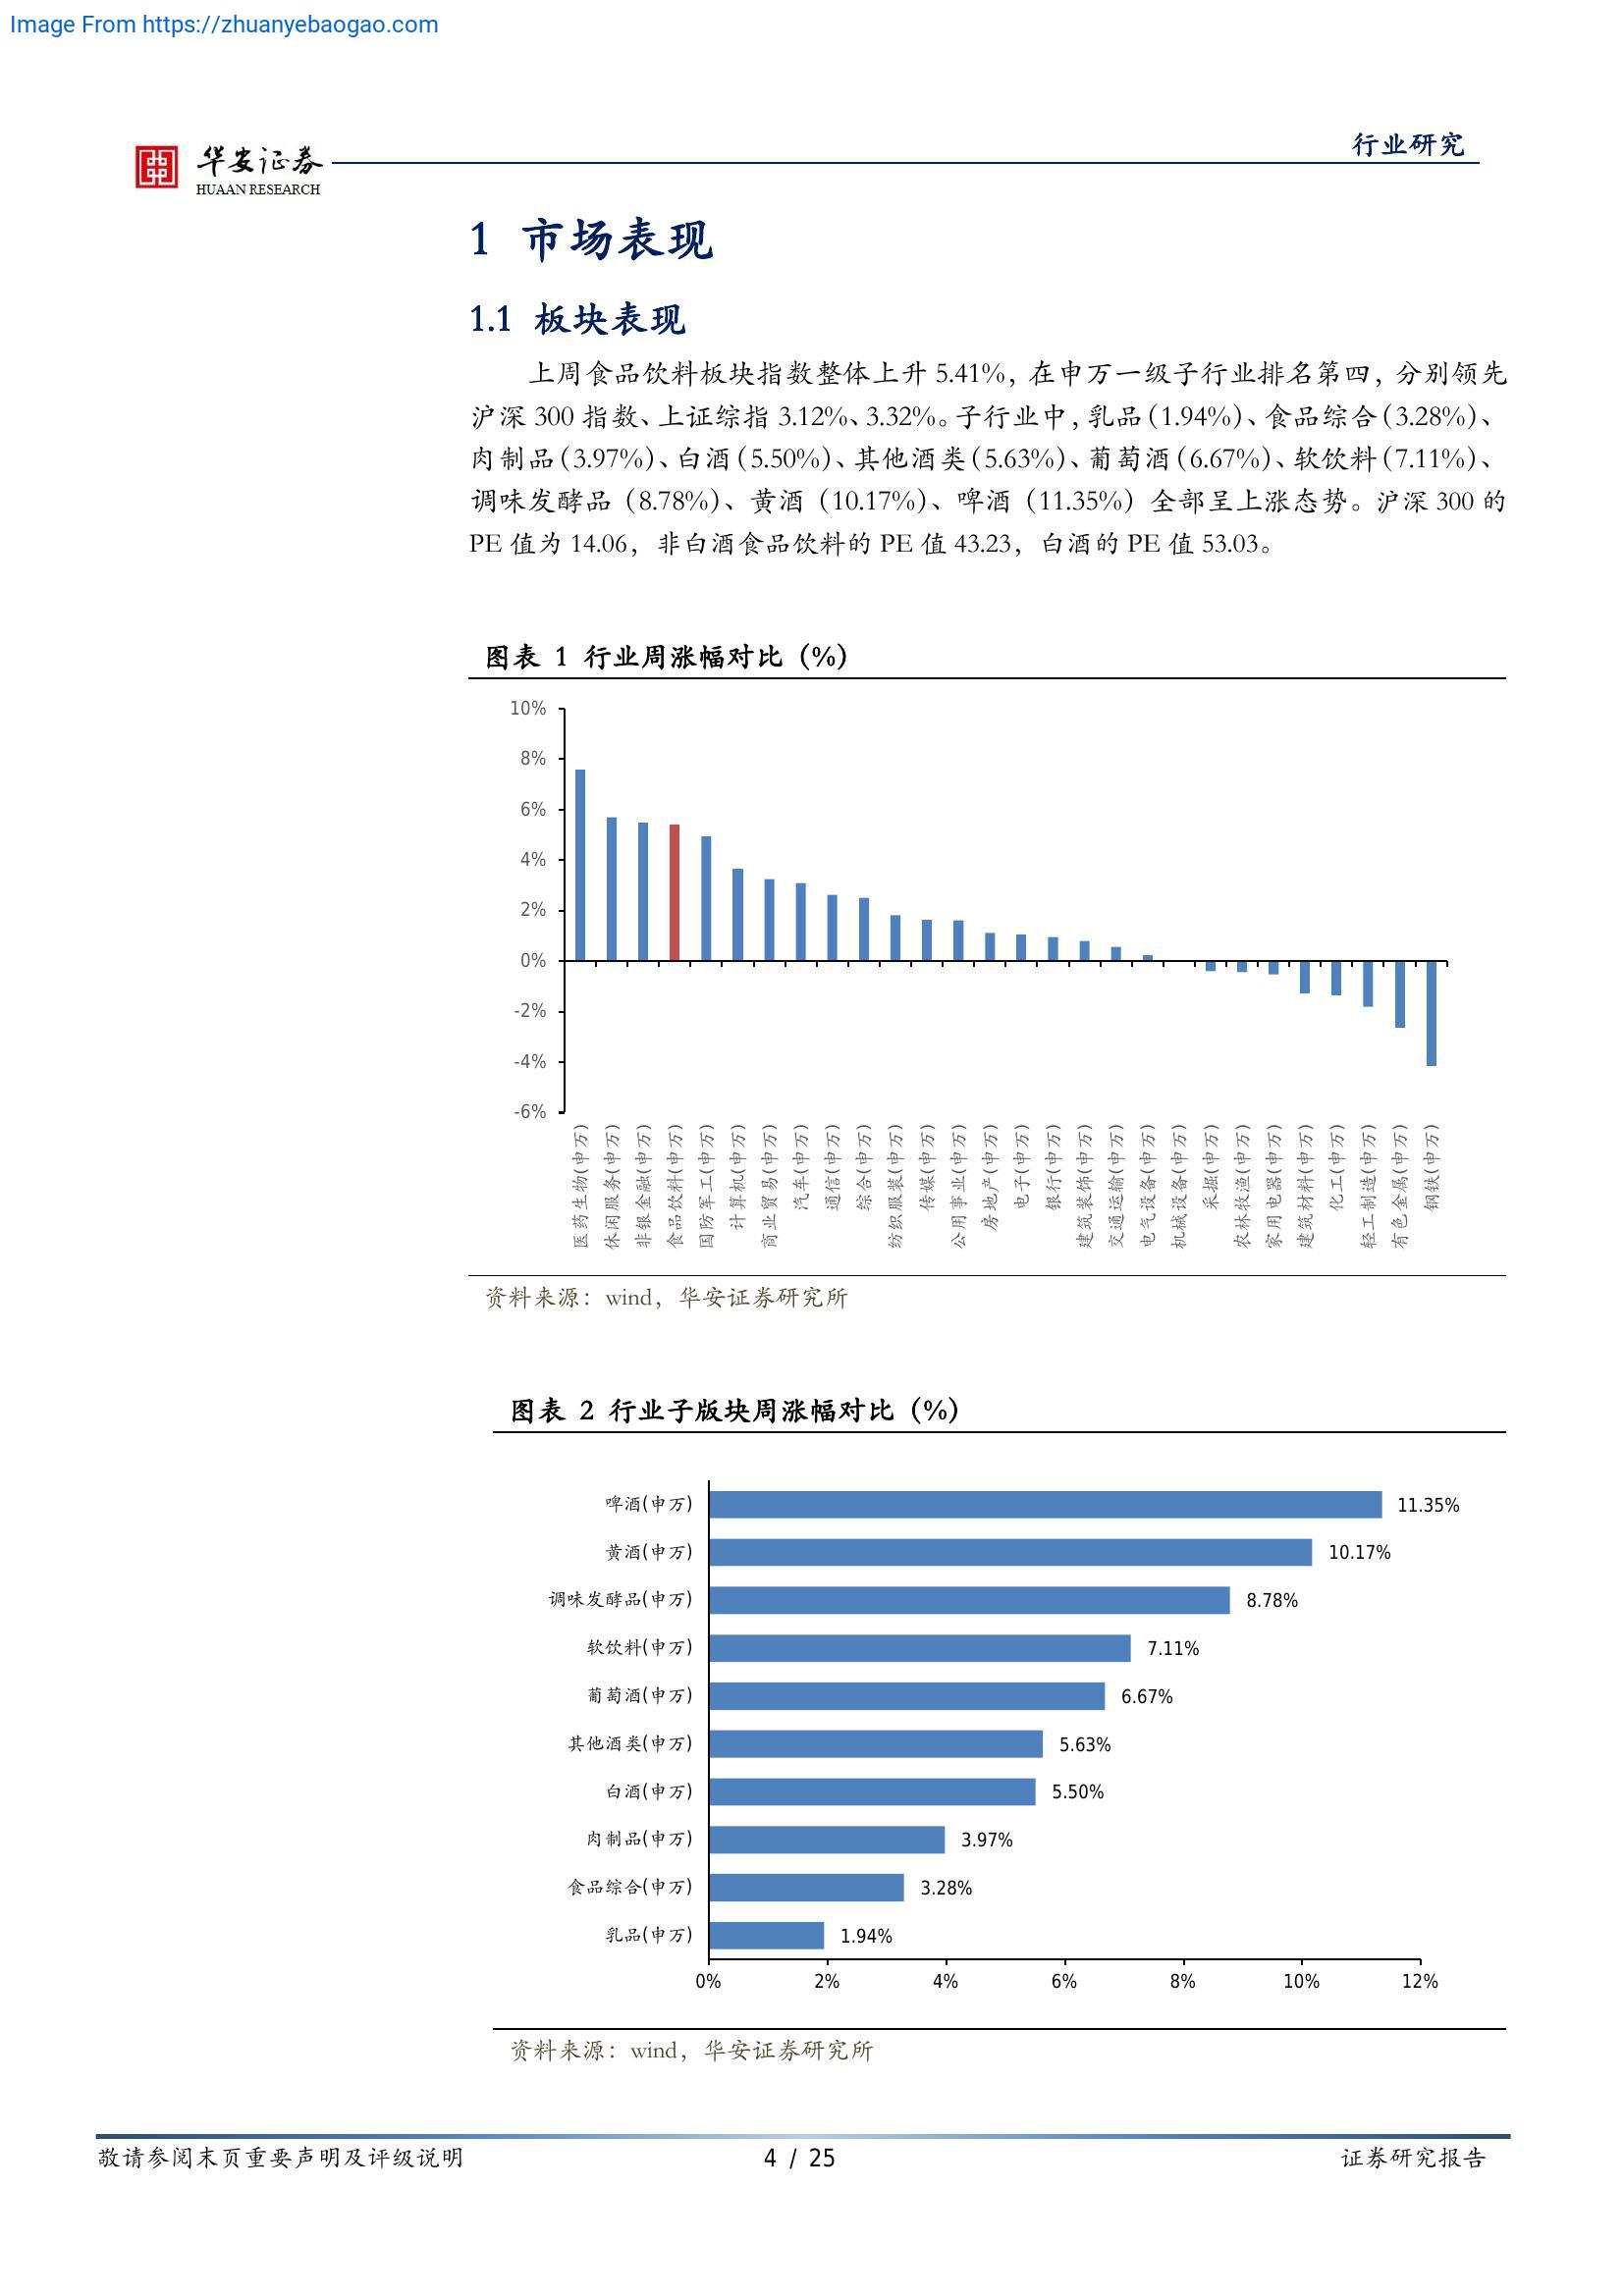 Image From https://zhuanyebaogao.com
华安证券
HUAAN RESEARCH
行业研究
1 市场表现
1.1 板块表现
上周食品饮料板块指数整体上升 5.41%，在申万一级子行业排名第四，分别领先
沪深 300 指数、上证综指 3.12%、3.32%。子行业中，乳品（1.94%）、食品综合（3.28%）、
肉制品（3.97%）、白酒（5.50%）、其他酒类（5.63%）、葡萄酒（6.67%）、软饮料（7.11%）、
调味发酵品（8.78%）、黄酒（10.17%）、啤酒（11.35%）全部呈上涨态势。沪深 300 的
PE 值为 14.06，非白酒食品饮料的 PE 值 43.23，白酒的 PE 值 53.03。
图表 1 行业周涨幅对比（%）
10%
8%
6%
4%
2%
0%
-2%
-4%
-6%
医药生物(申万)
休闲服务(申万)
非银金融(申万)
食品饮料(申万)
国防军工(申万)
计算机(申万)
商业贸易(申万)
汽车(申万)
通信(申万)
综合(申万)
纺织服装(申万)
传媒(申万)
公用事业(申万)
房地产(申万)
电子(申万)
银行(申万)
建筑装饰(申万)
交通运输(申万)
电气设备(申万)
机械设备(申万)
采掘(申万)
农林牧渔(申万)
家用电器(申万)
建筑材料(申万)
化工(申万)
轻工制造(申万)
有色金属(申万)
钢铁(申万)
资料来源：wind，华安证券研究所
图表 2 行业子版块周涨幅对比（%）
啤酒(申万) 11.35%
黄酒(申万) 10.17%
调味发酵品(申万) 8.78%
软饮料(申万) 7.11%
葡萄酒(申万) 6.67%
其他酒类(申万) 5.63%
白酒(申万) 5.50%
肉制品(申万) 3.97%
食品综合(申万) 3.28%
乳品(申万) 1.94%
0% 2% 4% 6% 8% 10% 12%
资料来源：wind，华安证券研究所
敬请参阅末页重要声明及评级说明 4 / 25 证券研究报告